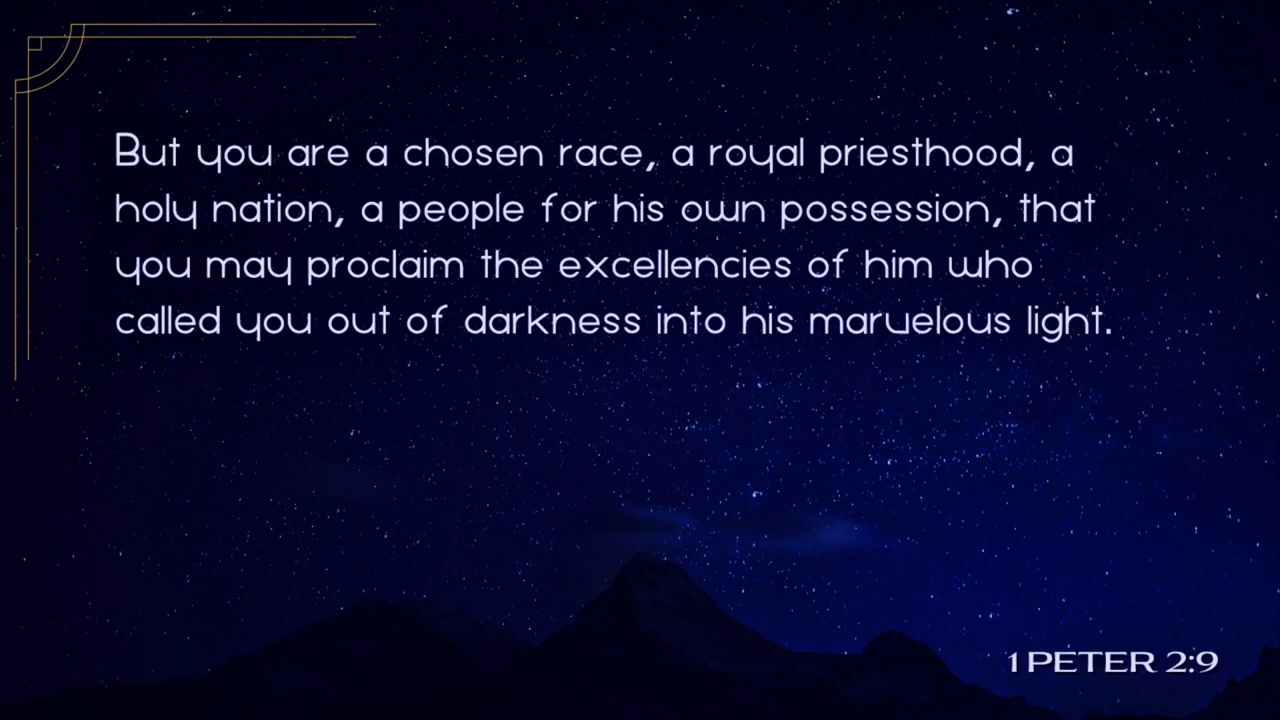 But you are a chosen race, a royal priesthood, a
holy nation, a people for his own possession, that
you may proclaim the excellencies of him who
called you out of darkness into his marvelous light.
1 PETER 2:9